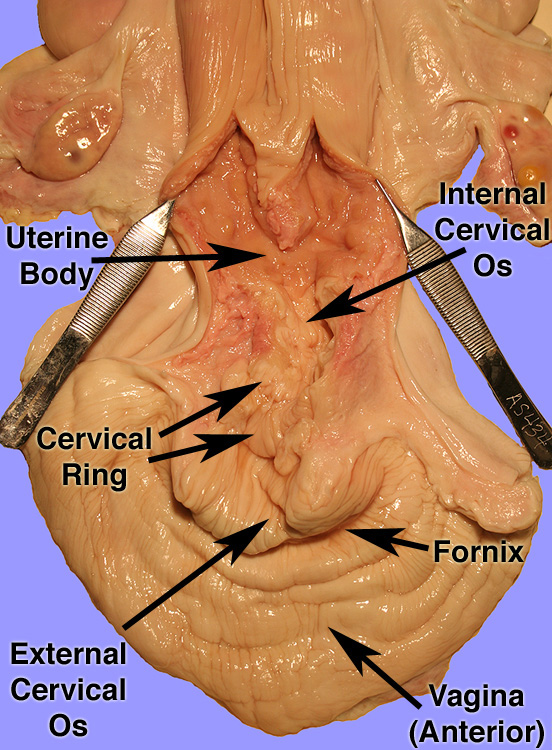 Uterine
Body
Internal
Cervical
Os
Cervical
Ring
Fornix
External
Cervical
Os
Vagina
(Anterior)